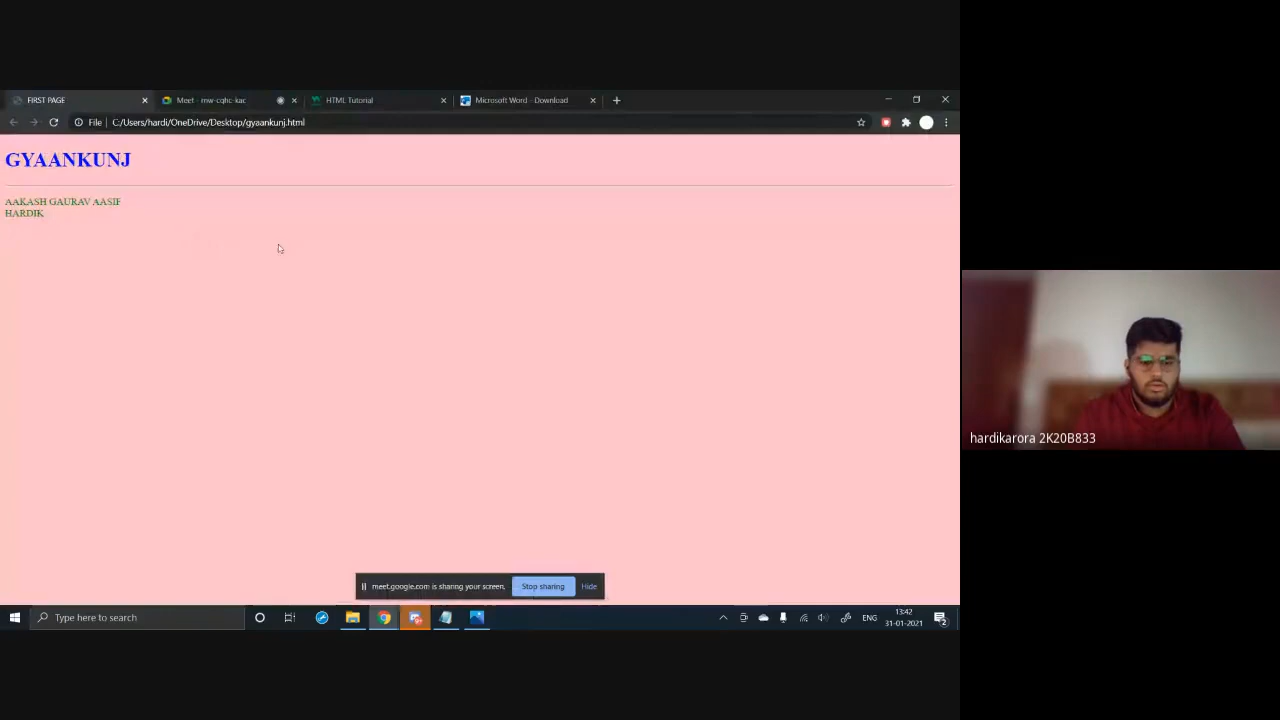 FIRST PAGE
Meet - mw-cqhc-kac
HTML Tutorial
Microsoft Word - Download
File
C:/Users/hardi/OneDrive/Desktop/gyaankunj.html
GYAANKUNJ
AAKASH GAURAV AASIF
HARDIK
hardikarora 2K20B833
meet.google.com is sharing your screen.
Stop sharing
Hide
Type here to search
ENG
13:42
31-01-2021
2